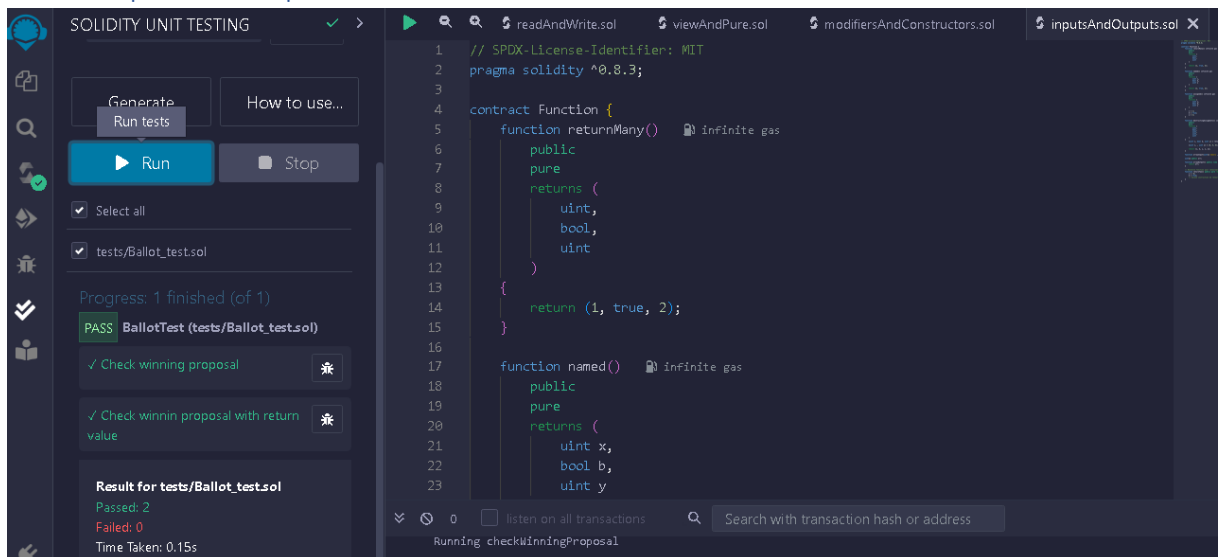 SOLIDITY UNIT TESTING
Generate
How to use...
Run tests
Run
Stop
Select all
tests/Ballot_test.sol
Progress: 1 finished (of 1)
PASS BallotTest (tests/Ballot_test.sol)
✓ Check winning proposal
✓ Check winnin proposal with return
value
Result for tests/Ballot_test.sol
Passed: 2
Failed: 0
Time Taken: 0.15s
readAndWrite.sol
viewAndPure.sol
modifiersAndConstructors.sol
inputsAndOutputs.sol
1 // SPDX-License-Identifier: MIT
2 pragma solidity ^0.8.3;
3
4 contract Function {
5 function returnMany() infinite gas
6 public
7 pure
8 returns (
9 uint,
10 bool,
11 uint
12 )
13 {
14 return (1, true, 2);
15 }
16
17 function named() infinite gas
18 public
19 pure
20 returns (
21 uint x,
22 bool b,
23 uint y
0
listen on all transactions
Search with transaction hash or address
Running checkWinningProposal